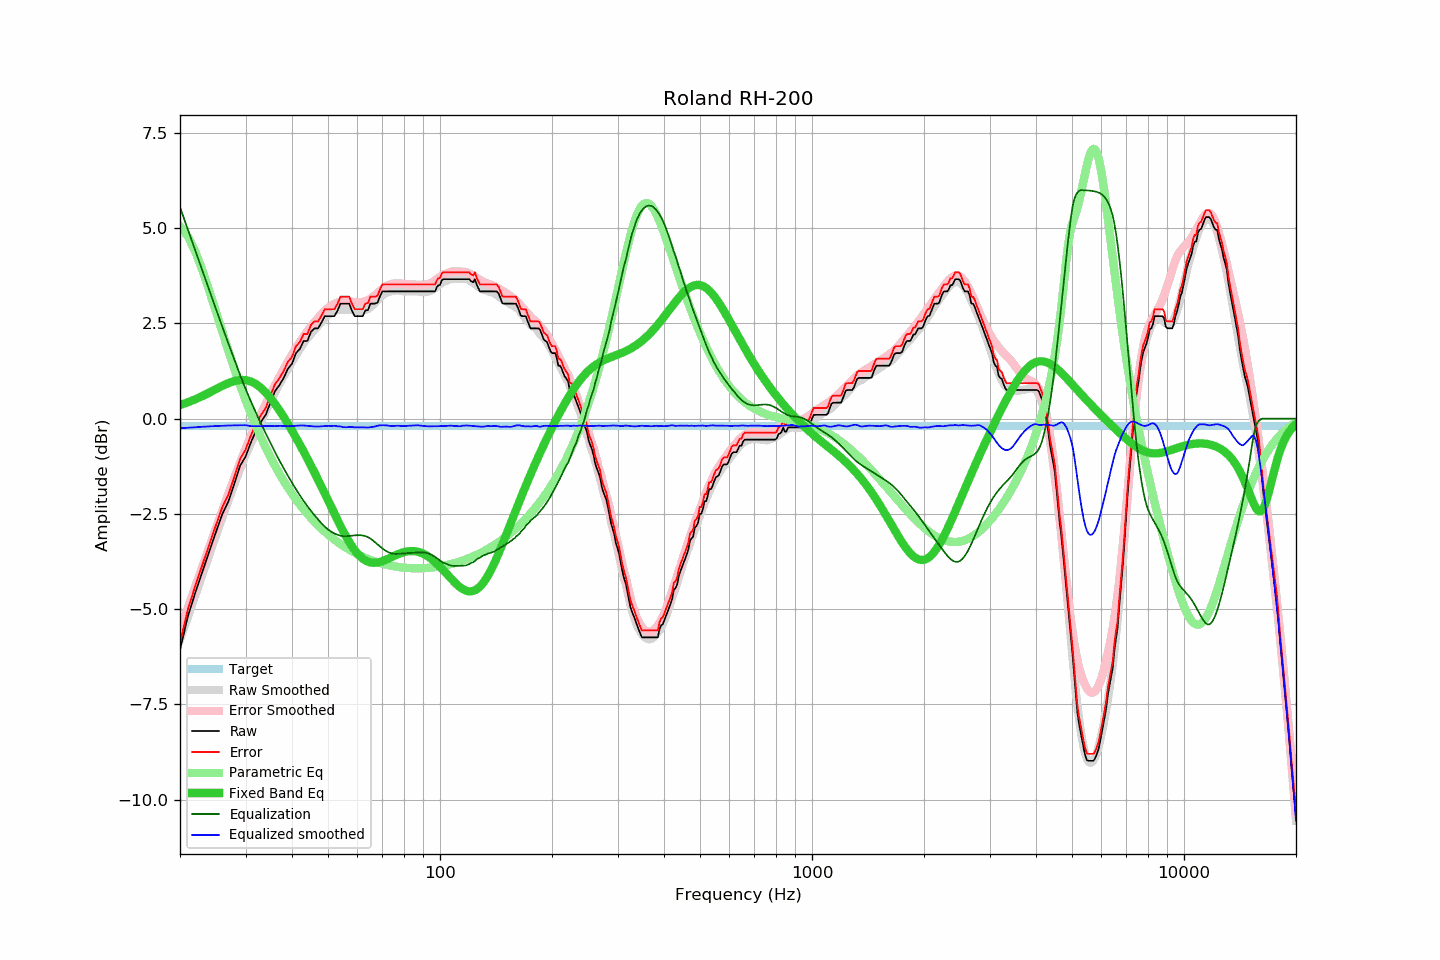 Roland RH-200
7.5
5.0
2.5
0.0
−2.5
−5.0
−7.5
−10.0
Amplitude (dBr)
Target
Raw Smoothed
Error Smoothed
Raw
Error
Parametric Eq
Fixed Band Eq
Equalization
Equalized smoothed
100
1000
10000
Frequency (Hz)